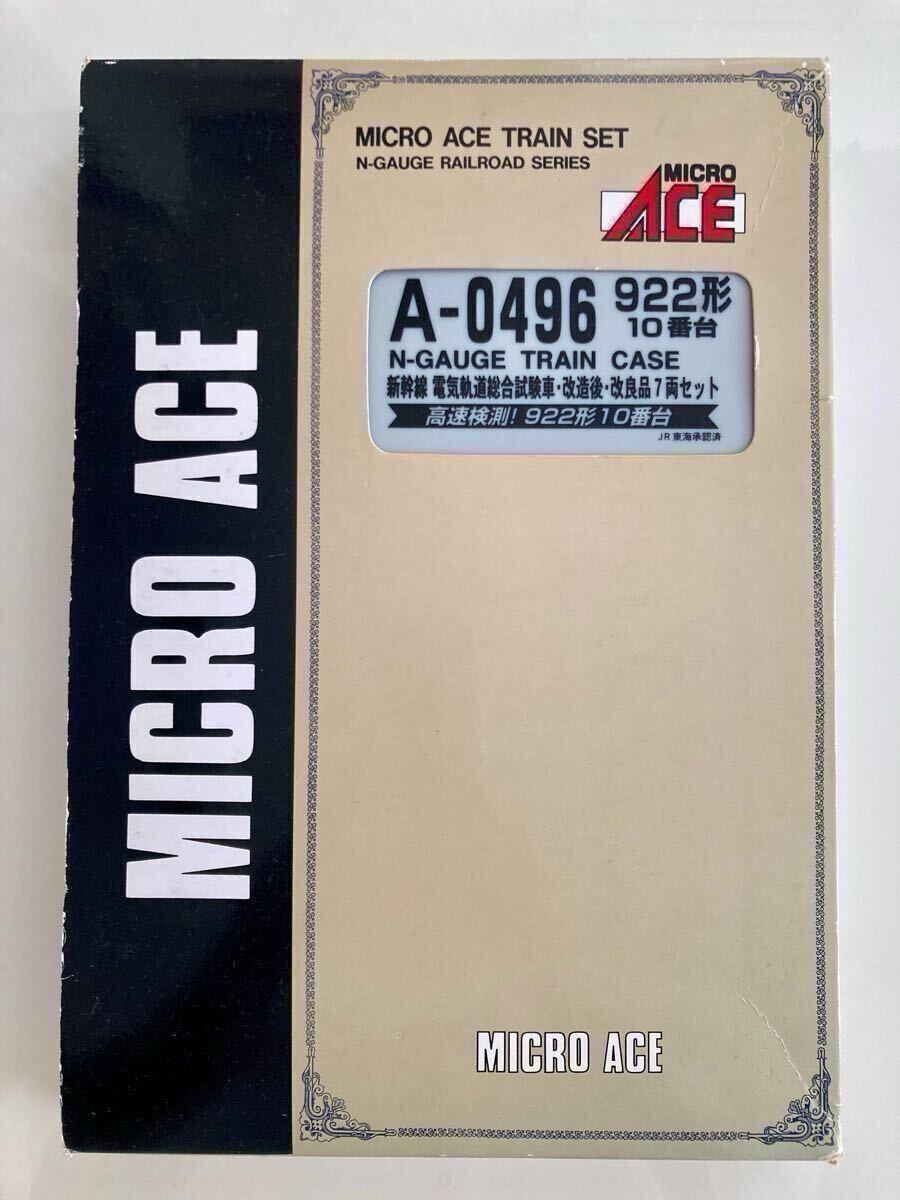 MICRO ACE
MICRO ACE TRAIN SET
N-GAUGE RAILROAD SERIES
MICRO
ACE
A-0496 922形
10番台
N-GAUGE TRAIN CASE
新幹線 電気軌道総合試験車・改造後・改良品7両セット
高速検測! 922形10番台
JR東海承認済
MICRO ACE